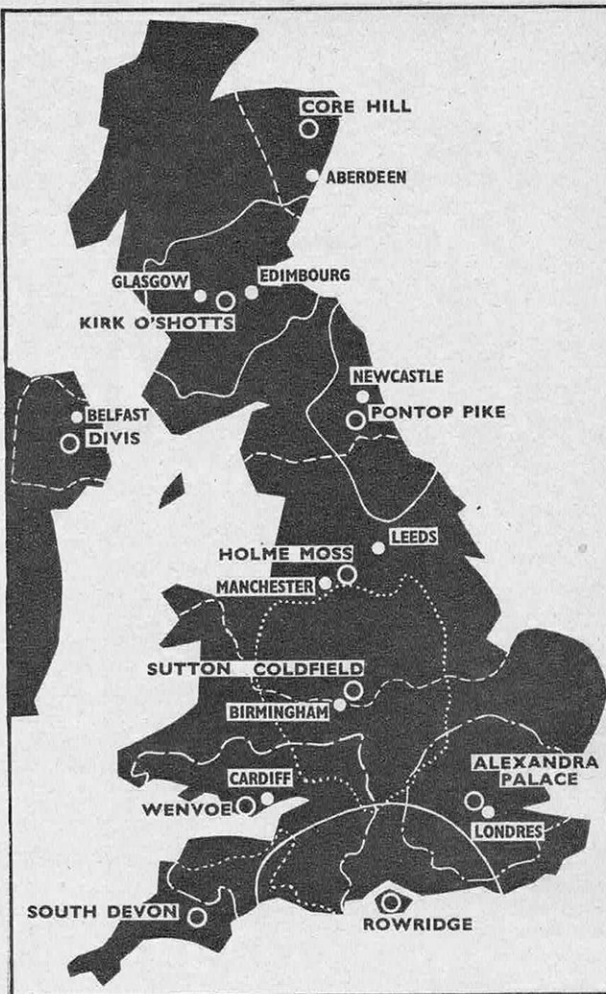 CORE HILL
ABERDEEN
GLASGOW
EDIMBOURG
KIRK O'SHOTTS
NEWCASTLE
BELFAST
PONTOP PIKE
DIVIS
LEEDS
HOLME MOSS
MANCHESTER
SUTTON COLDFIELD
BIRMINGHAM
ALEXANDRA
PALACE
CARDIFF
WENVOE
LONDRES
SOUTH DEVON
ROWRIDGE